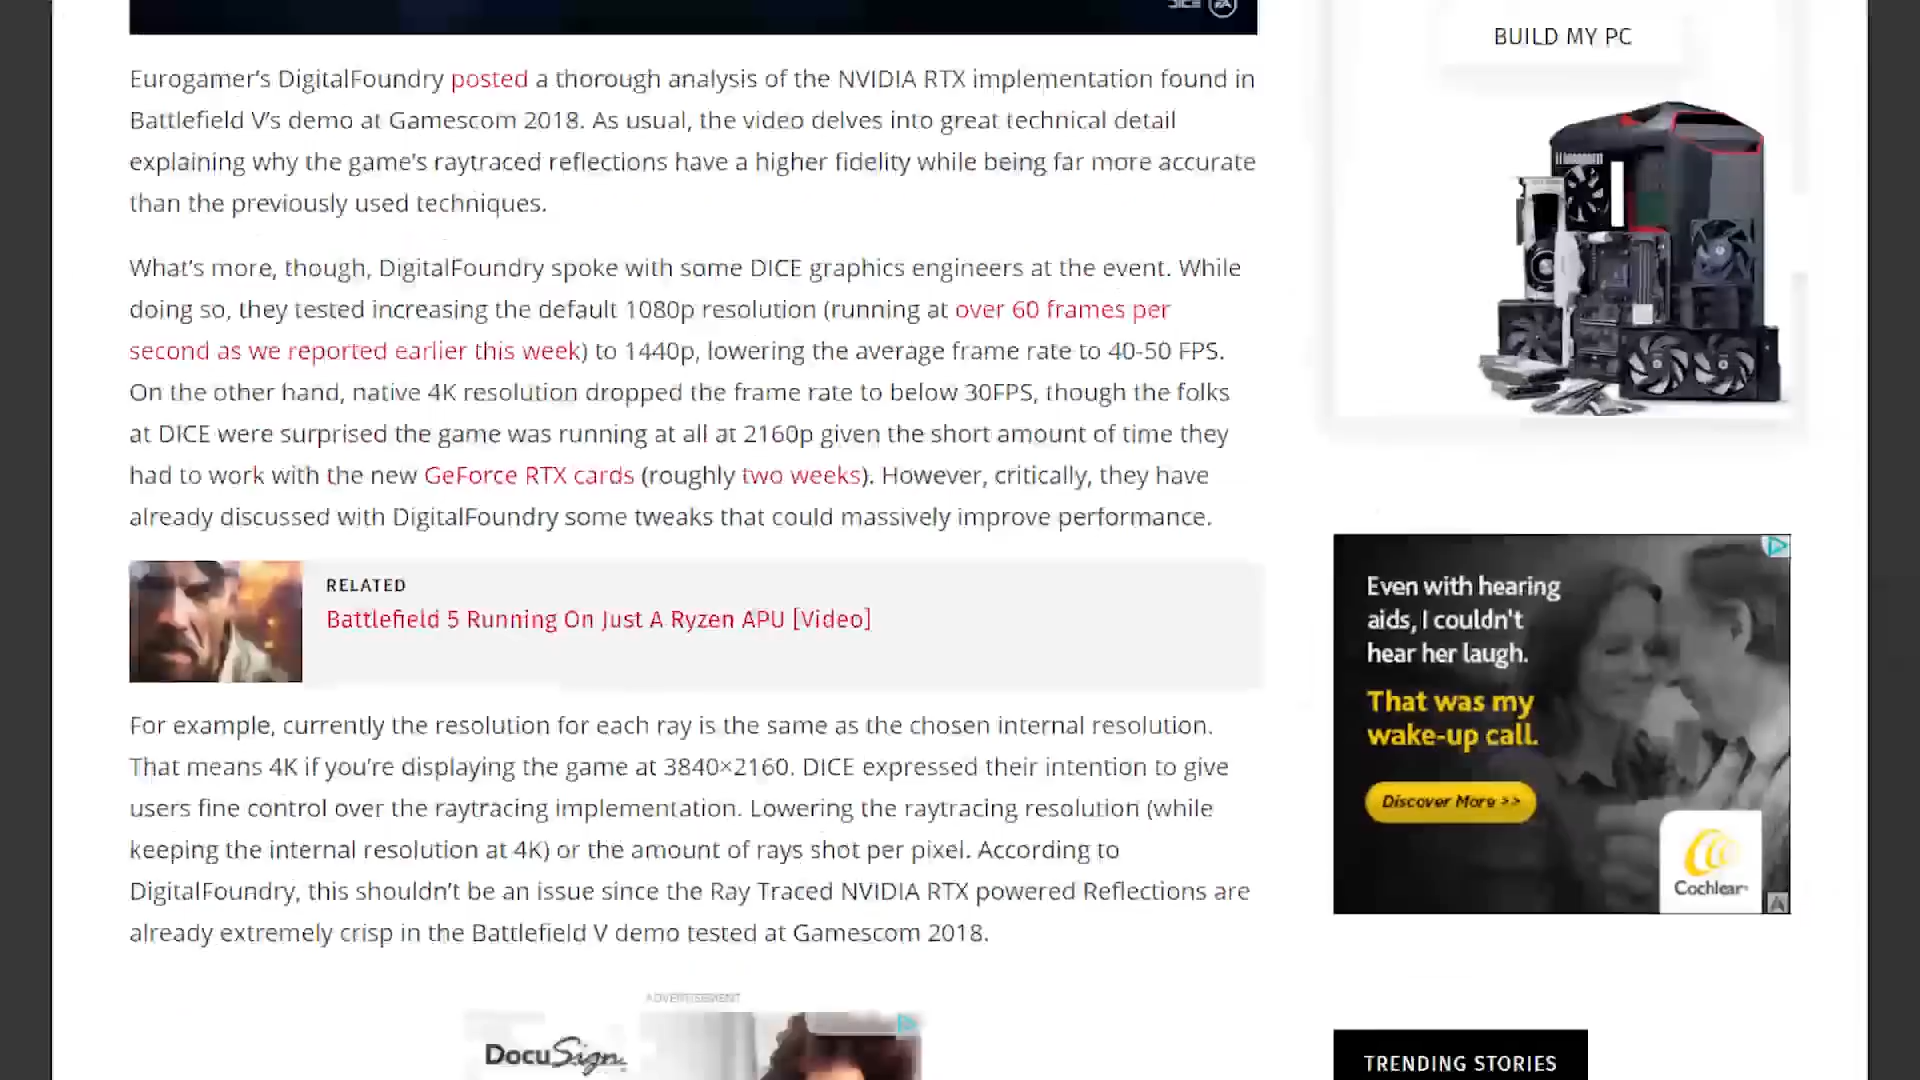 DICE EA
BUILD MY PC
Eurogamer's DigitalFoundry posted a thorough analysis of the NVIDIA RTX implementation found in
Battlefield V's demo at Gamescom 2018. As usual, the video delves into great technical detail
explaining why the game's raytraced reflections have a higher fidelity while being far more accurate
than the previously used techniques.
What's more, though, DigitalFoundry spoke with some DICE graphics engineers at the event. While
doing so, they tested increasing the default 1080p resolution (running at over 60 frames per
second as we reported earlier this week) to 1440p, lowering the average frame rate to 40-50 FPS.
On the other hand, native 4K resolution dropped the frame rate to below 30FPS, though the folks
at DICE were surprised the game was running at all at 2160p given the short amount of time they
had to work with the new GeForce RTX cards (roughly two weeks). However, critically, they have
already discussed with DigitalFoundry some tweaks that could massively improve performance.
RELATED
Battlefield 5 Running On Just A Ryzen APU [Video]
For example, currently the resolution for each ray is the same as the chosen internal resolution.
That means 4K if you're displaying the game at 3840×2160. DICE expressed their intention to give
users fine control over the raytracing implementation. Lowering the raytracing resolution (while
keeping the internal resolution at 4K) or the amount of rays shot per pixel. According to
DigitalFoundry, this shouldn't be an issue since the Ray Traced NVIDIA RTX powered Reflections are
already extremely crisp in the Battlefield V demo tested at Gamescom 2018.
ADVERTISEMENT
DocuSign
Even with hearing
aids, I couldn't
hear her laugh.
That was my
wake-up call.
Discover More >>
Cochlear
TRENDING STORIES